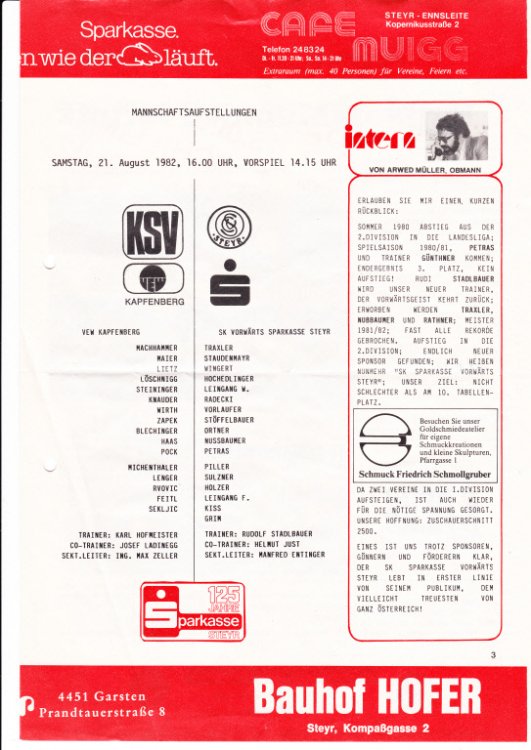 Sparkasse.
n wie der läuft.
CAFE
MUIGG
STEYR - ENNSLEITE
Kopernikusstraße 2
Telefon 24 83 24
Extraraum (max. 40 Personen) für Vereine, Feiern etc.
MANNSCHAFTSAUFSTELLUNGEN
SAMSTAG, 21. August 1982, 16.00 UHR, VORSPIEL 14.15 UHR
KSV
VEW
KAPFENBERG
STEYR
S
VEW KAPFENBERG
MACHHAMMER
MAIER
LIETZ
LÖSCHNIGG
STEININGER
KNAUDER
WIRTH
ZAPEK
BLECHINGER
HAAS
POCK
MICHENTHALER
LENGER
RVOVIC
FEITL
SEKLJIC
TRAINER: KARL HOFMEISTER
CO-TRAINER: JOSEF LADINEGG
SEKT.LEITER: ING. MAX ZELLER
SK VORWÄRTS SPARKASSE STEYR
TRAXLER
STAUDENMAYR
WINGERT
HOCHEDLINGER
LEINGANG W.
RADECKI
VORLAUFER
STÖFFELBAUER
ORTNER
NUSSBAUMER
PETRAS
PILLER
SULZNER
HOLZER
LEINGANG F.
KISS
GRIM
TRAINER: RUDOLF STADLBAUER
CO-TRAINER: HELMUT JUST
SEKT.LEITER: MANFRED ENTINGER
125
JAHRE
Sparkasse
STEYR
intern
VON ARWED MÜLLER, OBMANN
ERLAUBEN SIE MIR EINEN KURZEN
RÜCKBLICK:
SOMMER 1980 ABSTIEG AUS DER
2.DIVISION IN DIE LANDESLIGA;
SPIELSAISON 1980/81, PETRAS
UND TRAINER GÜNTHNER KOMMEN;
ENDERGEBNIS 3. PLATZ, KEIN
AUFSTIEG! RUDI STADLBAUER
WIRD UNSER NEUER TRAINER,
DER VORWÄRTSGEIST KEHRT ZURÜCK;
ERWORBEN WERDEN TRAXLER,
NUßBAUMER UND RATHNER; MEISTER
1981/82; FAST ALLE REKORDE
GEBROCHEN. AUFSTIEG IN DIE
2.DIVISION; ENDLICH NEUER
SPONSOR GEFUNDEN; WIR HEIßEN
NUNMEHR "SK SPARKASSE VORWÄRTS
STEYR"; UNSER ZIEL: NICHT
SCHLECHTER ALS AM 10. TABELLEN-
PLATZ.
Besuchen Sie unser
Goldschmiedeatelier
für eigene
Schmuckkreationen
und kleine Skulpturen,
Pfarrgasse 1
Schmuck Friedrich Schmollgruber
DA ZWEI VEREINE IN DIE I.DIVISION
AUFSTEIGEN, IST AUCH WIEDER
FÜR DIE NÖTIGE SPANNUNG GESORGT.
UNSERE HOFFNUNG: ZUSCHAUERSCHNITT
2500.
EINES IST UNS TROTZ SPONSOREN,
GÖNNERN UND FÖRDERERN KLAR,
DER SK SPARKASSE VORWÄRTS
STEYR LEBT IN ERSTER LINIE
VON SEINEM PUBLIKUM, DEM
VIELLEICHT TREUESTEN VON
GANZ ÖSTERREICH!
3
4451 Garsten
Prandtauerstraße 8
Bauhof HOFER
Steyr, Kompaßgasse 2